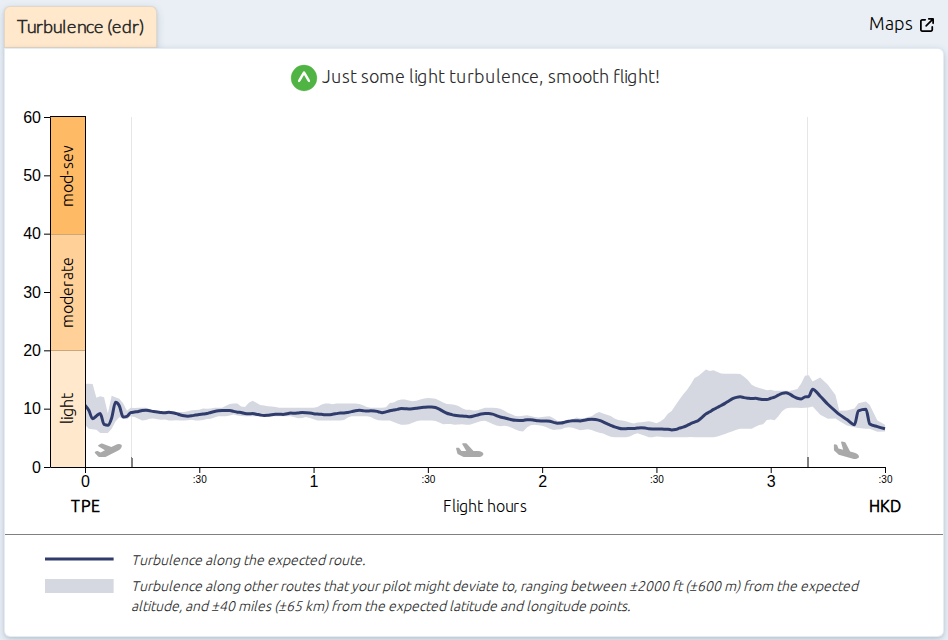 Turbulence (edr)
Maps
Just some light turbulence, smooth flight!
60
50
40
30
20
10
0
mod-sev
moderate
light
0 :30 1 :30 2 :30 3 :30
TPE Flight hours HKD
Turbulence along the expected route.
Turbulence along other routes that your pilot might deviate to, ranging between ±2000 ft (±600 m) from the expected
altitude, and ±40 miles (±65 km) from the expected latitude and longitude points.